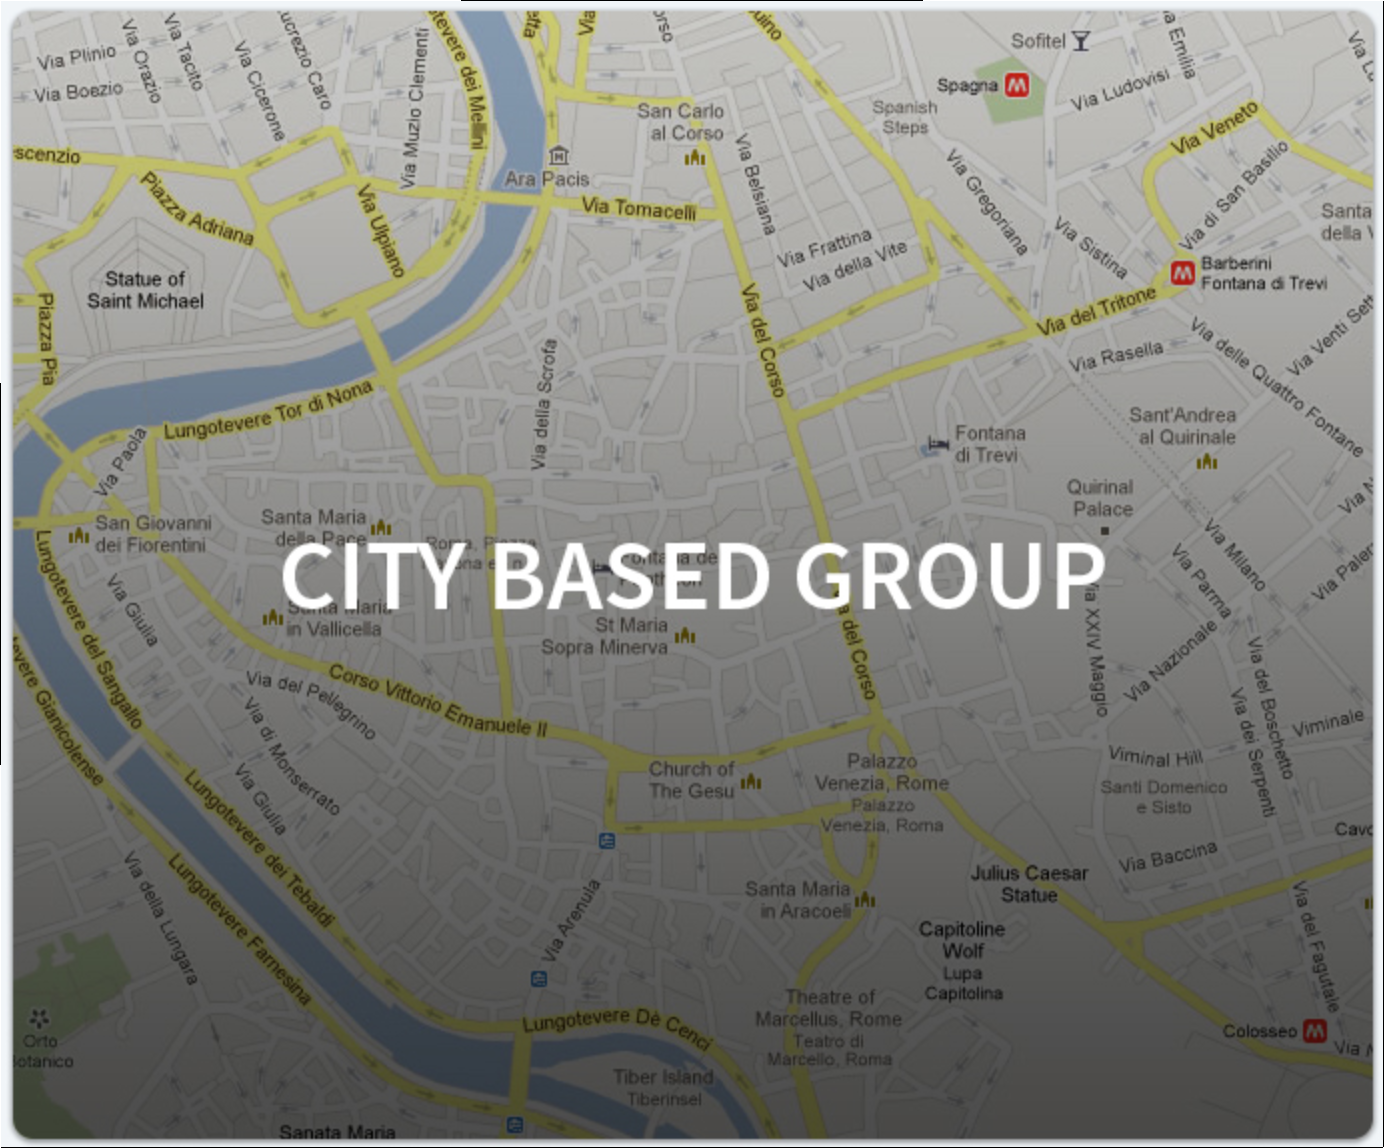 Via Plinio
Via Orazio
Via Tacito
Via Cicerone
ucrezio Caro
Via Muzio Clementi
tevere dei Mellini
Via Boezio
scenzio
Piazza Adriana
Via Ulpiano
Statue of
Saint Michael
Piazza Pia
Ara Pacis
San Carlo
al Corso
Via Tomacelli
Via Belsiana
Via Frattina
Via della Vite
Spanish
Steps
Spagna
Sofitel
Via Ludovisi
a Emilia
Via Veneto
Via di San Basilio
Via Gregoriana
Via Sistina
Santa
della V
Barberini
Fontana di Trevi
Via del Tritone
Via Rasella
Via delle Quattro Fontane
Via Venti Sett
Via del Corso
Via della Scrofa
Lungotevere Tor di Nona
Via Paola
Fontana
di Trevi
Sant'Andrea
al Quirinale
Quirinal
Palace
San Giovanni
dei Fiorentini
Santa Maria
della Pace
CITY BASED GROUP
Santa Maria
in Vallicella
St Maria
Sopra Minerva
Via Giulia
Via Milano
Via Parma
Via Paler
Via Nazionale
Via XXIV Maggio
a del Corso
Lungotevere del Sangallo
evere Gianicolense
Corso Vittorio Emanuele II
Via del Pellegrino
Via di Monserrato
Via Giulia
Via del Boschetto
Via dei Serpenti
Viminale
Viminal Hill
Santi Domenico
e Sisto
Church of
The Gesu
Palazzo
Venezia, Rome
Palazzo
Venezia, Roma
Lungotevere dei Tebaldi
Lungotevere Farnesina
Via della Lungara
Via Arenula
Cavo
Via Baccina
Julius Caesar
Statue
Santa Maria
in Aracoeli
Capitoline
Wolf
Lupa
Capitolina
Via del Fagutale
Theatre of
Marcellus, Rome
Teatro di
Marcello, Roma
Colosseo
Lungotevere De Cenci
Orto
otanico
Tiber Island
Tiberinsel
Sanata Maria